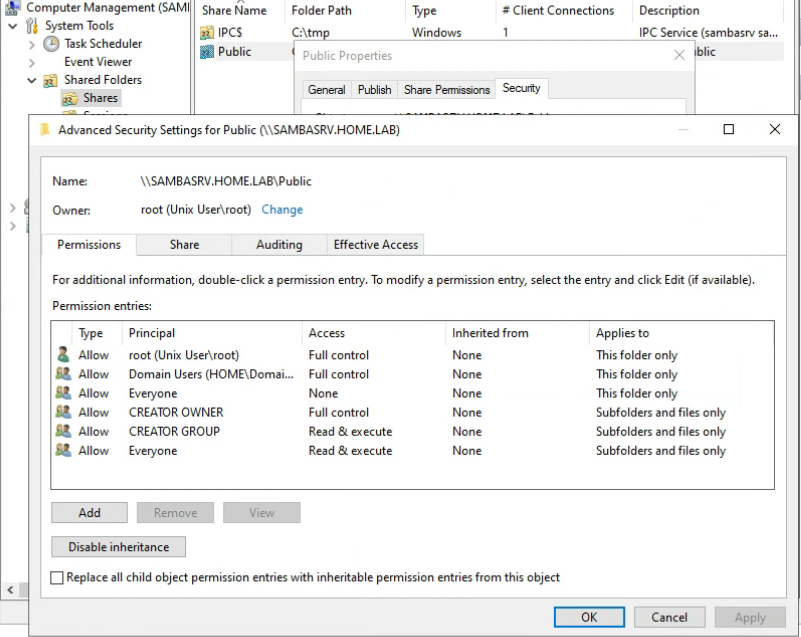 Computer Management (SAMI
System Tools
Task Scheduler
Event Viewer
Shared Folders
Shares
Share Name Folder Path Type # Client Connections Description
IPC$ C:\tmp Windows 1 IPC Service (sambasrv sa...
Public
Public Properties
General Publish Share Permissions Security
Advanced Security Settings for Public (\\SAMBASRV.HOME.LAB)
Name: \\SAMBASRV.HOME.LAB\Public
Owner: root (Unix User\root) Change
Permissions Share Auditing Effective Access
For additional information, double-click a permission entry. To modify a permission entry, select the entry and click Edit (if available).
Permission entries:
Type Principal Access Inherited from Applies to
Allow root (Unix User\root) Full control None This folder only
Allow Domain Users (HOME\Domai... Full control None This folder only
Allow Everyone None None This folder only
Allow CREATOR OWNER Full control None Subfolders and files only
Allow CREATOR GROUP Read & execute None Subfolders and files only
Allow Everyone Read & execute None Subfolders and files only
Add Remove View
Disable inheritance
Replace all child object permission entries with inheritable permission entries from this object
OK Cancel Apply